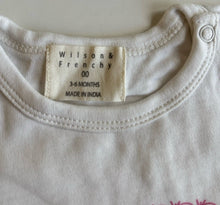 Wilson&
Frenchy
00
3-6 MONTHS
MADE IN INDIA